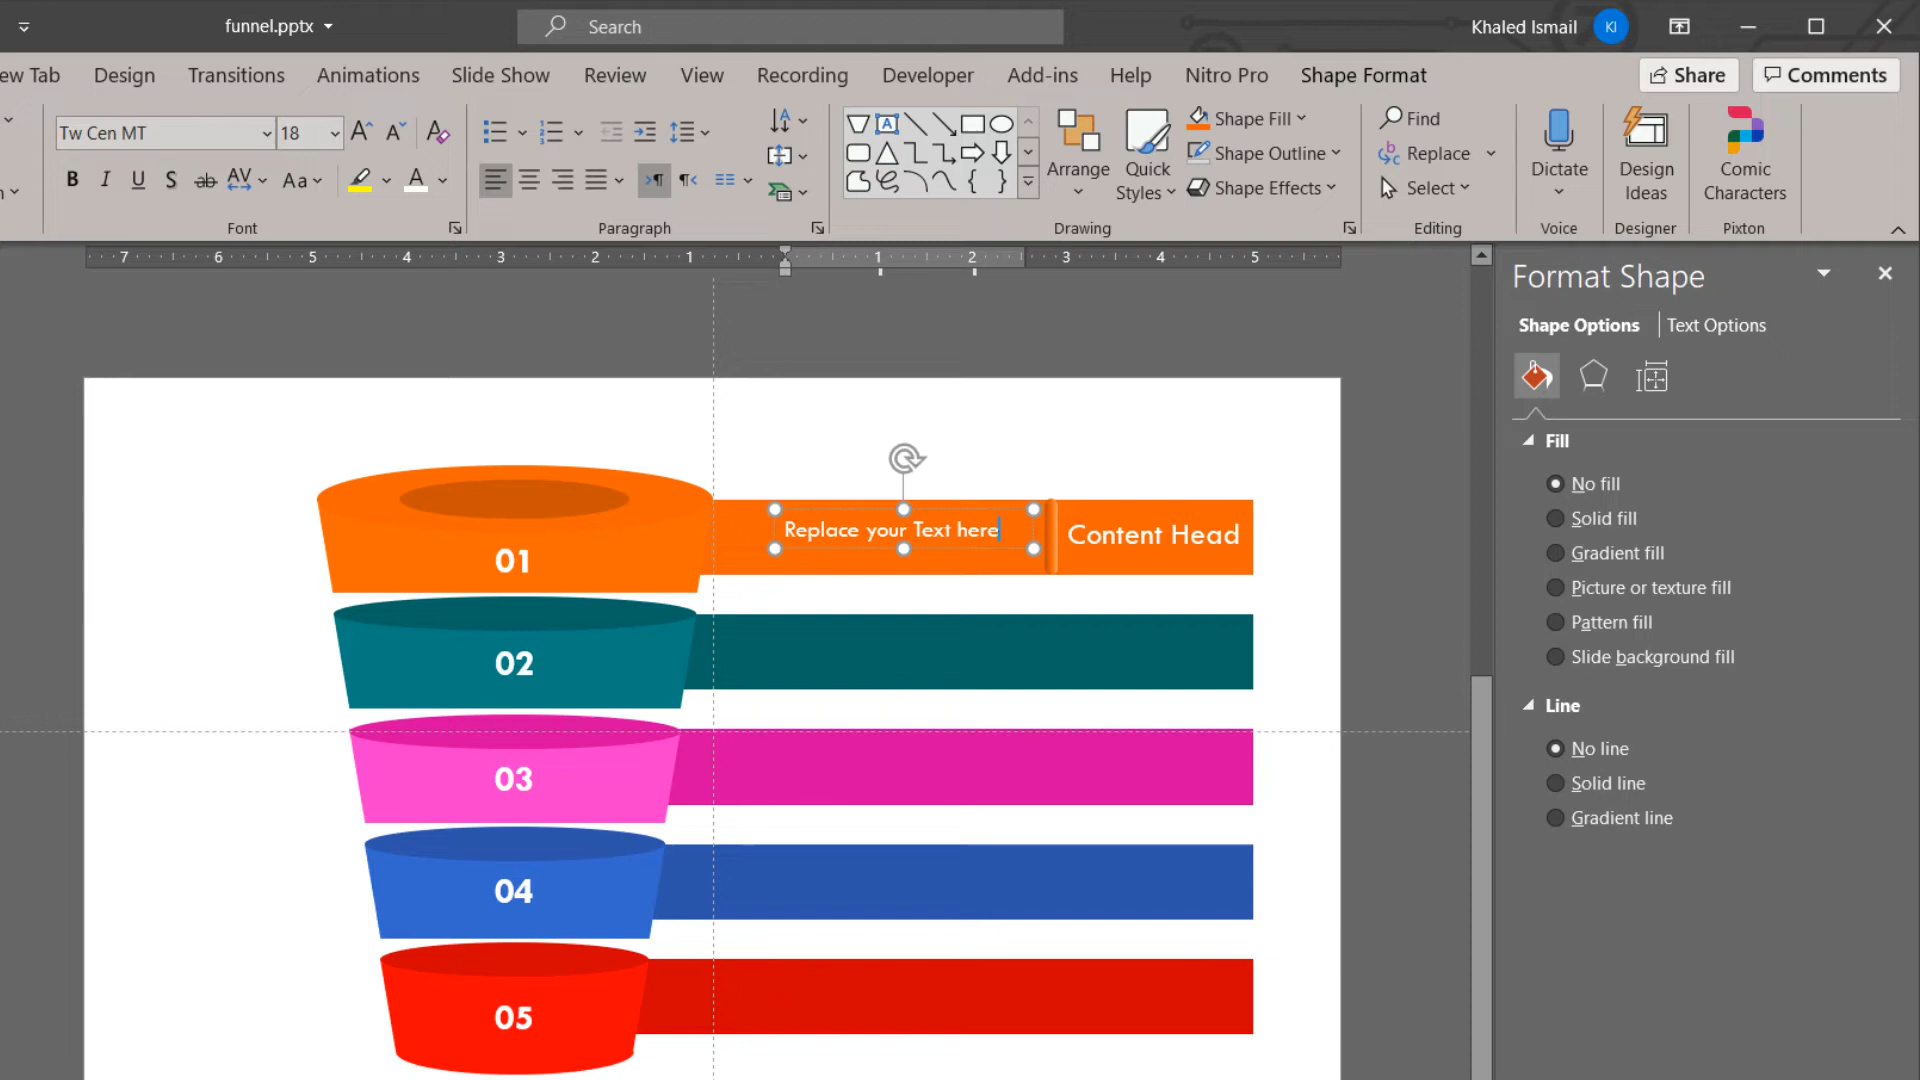 funnel.pptx
Search
Khaled Ismail
KI
ew Tab
Design
Transitions
Animations
Slide Show
Review
View
Recording
Developer
Add-ins
Help
Nitro Pro
Shape Format
Share
Comments
Tw Cen MT
18
B I U S ab AV Aa A
Font
Paragraph
Arrange
Quick
Styles
Shape Fill
Shape Outline
Shape Effects
Drawing
Find
Replace
Select
Editing
Dictate
Voice
Design
Ideas
Designer
Comic
Characters
Pixton
7 6 5 4 3 2 1 1 2 3 4 5
Format Shape
Shape Options
Text Options
Fill
No fill
Solid fill
Gradient fill
Picture or texture fill
Pattern fill
Slide background fill
Line
No line
Solid line
Gradient line
Replace your Text here
Content Head
01
02
03
04
05